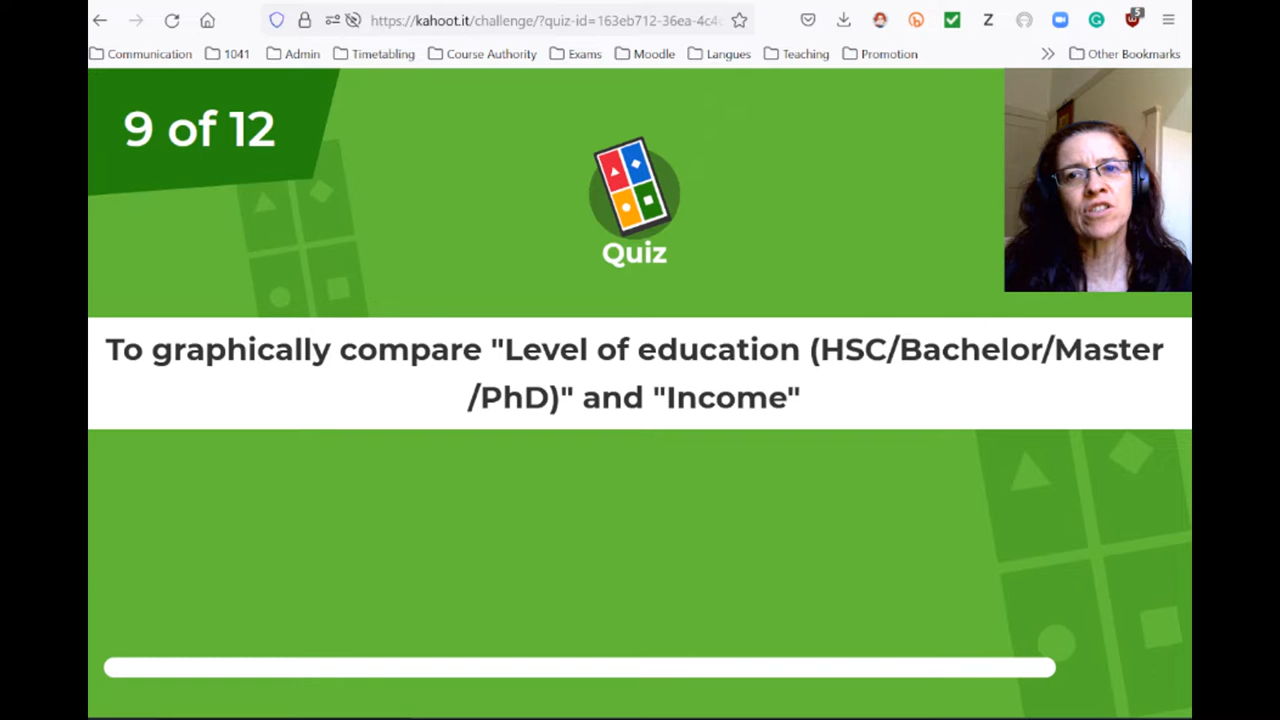 https://kahoot.it/challenge/?quiz-id=163eb712-36ea-4c4
5
Communication 1041 Admin Timetabling Course Authority Exams Moodle Langues Teaching Promotion Other Bookmarks
9 of 12
Quiz
To graphically compare "Level of education (HSC/Bachelor/Master
/PhD)" and "Income"